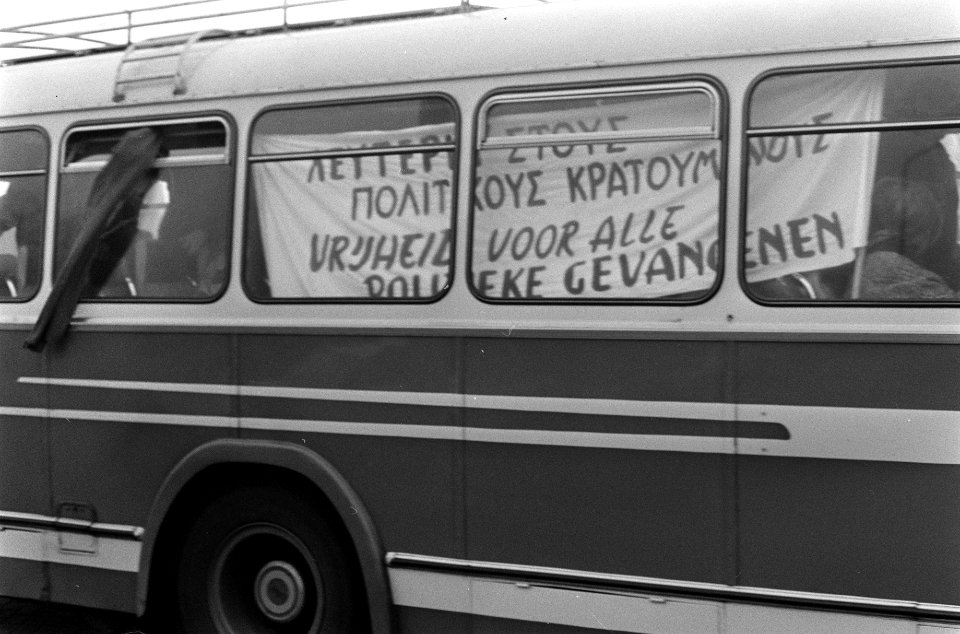 ΛΕΥΤΕΡΙΑ ΣΤΟΥΣ
ΠΟΛΙΤΙΚΟΥΣ ΚΡΑΤΟΥΜΕΝΟΥΣ
VRIJHEID VOOR ALLE
POLITIEKE GEVANGENEN